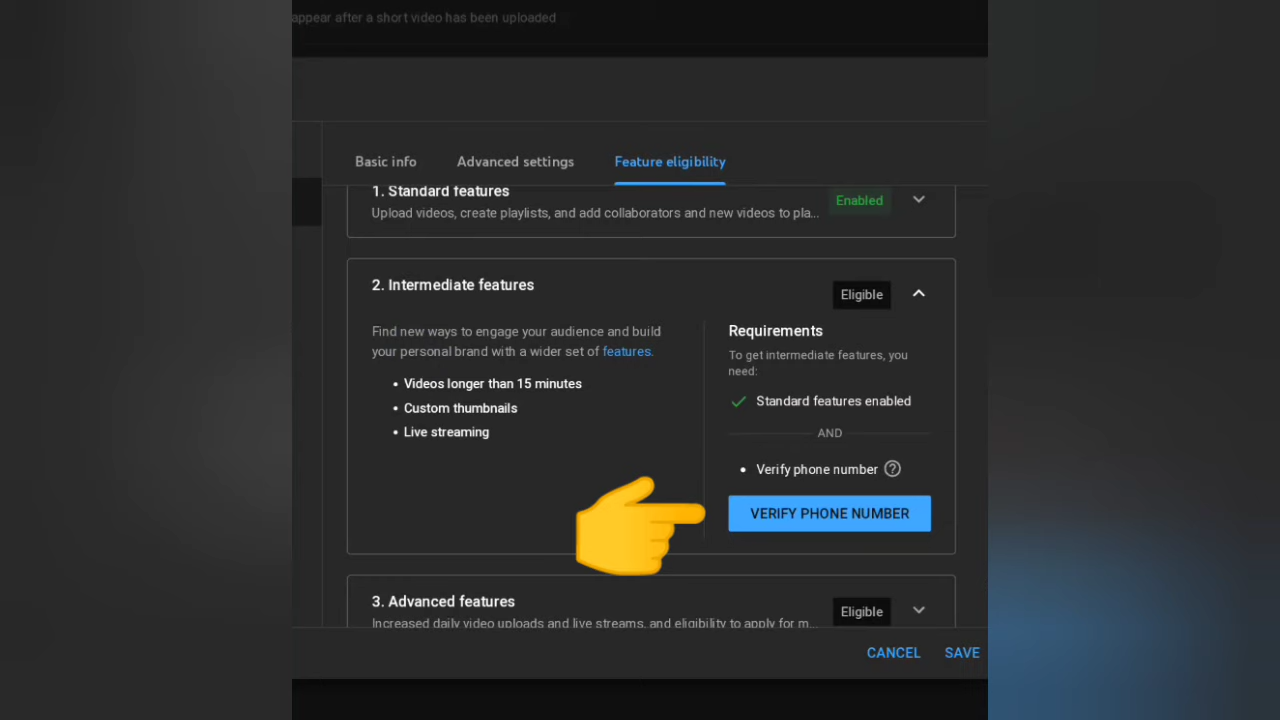 appear after a short video has been uploaded
Basic info
Advanced settings
Feature eligibility
1. Standard features
Enabled
Upload videos, create playlists, and add collaborators and new videos to pla...
2. Intermediate features
Eligible
Find new ways to engage your audience and build
your personal brand with a wider set of features.
• Videos longer than 15 minutes
• Custom thumbnails
• Live streaming
Requirements
To get intermediate features, you
need:
Standard features enabled
AND
• Verify phone number
VERIFY PHONE NUMBER
3. Advanced features
Eligible
Increased daily video uploads and live streams, and eligibility to apply for m...
CANCEL
SAVE